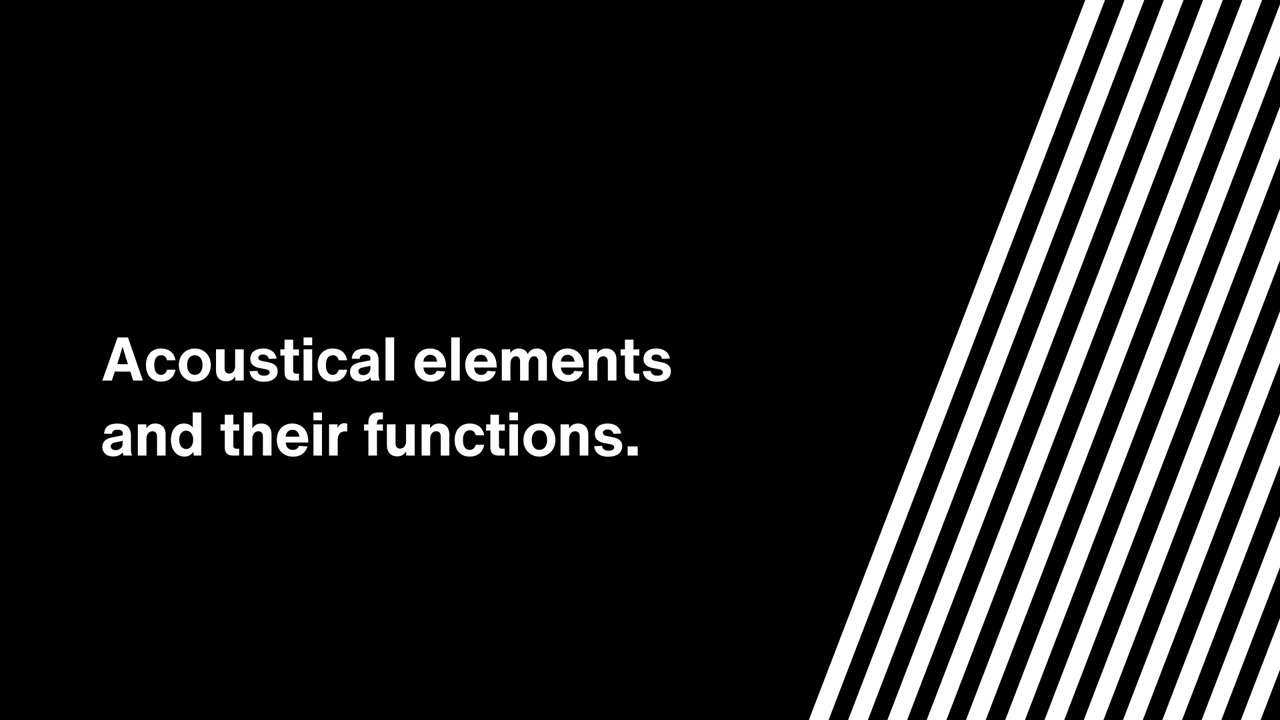 Acoustical elements
and their functions.